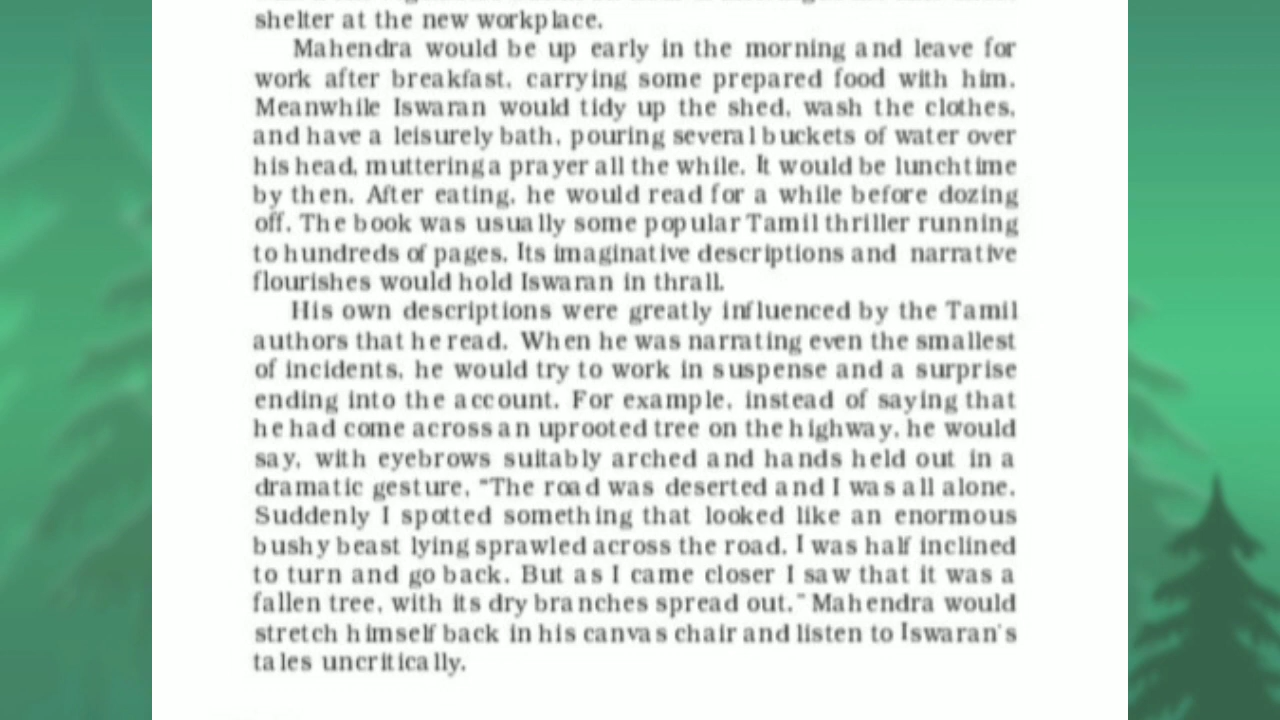 shelter at the new workplace.
Mahendra would be up early in the morning and leave for
work after breakfast, carrying some prepared food with him.
Meanwhile Iswaran would tidy up the shed, wash the clothes,
and have a leisurely bath, pouring several buckets of water over
his head, muttering a prayer all the while. It would be lunchtime
by then. After eating, he would read for a while before dozing
off. The book was usually some popular Tamil thriller running
to hundreds of pages. Its imaginative descriptions and narrative
flourishes would hold Iswaran in thrall.
His own descriptions were greatly influenced by the Tamil
authors that he read. When he was narrating even the smallest
of incidents, he would try to work in suspense and a surprise
ending into the account. For example, instead of saying that
he had come across an uprooted tree on the highway, he would
say, with eyebrows suitably arched and hands held out in a
dramatic gesture, “The road was deserted and I was all alone.
Suddenly I spotted something that looked like an enormous
bushy beast lying sprawled across the road. I was half inclined
to turn and go back. But as I came closer I saw that it was a
fallen tree, with its dry branches spread out.” Mahendra would
stretch himself back in his canvas chair and listen to Iswaran's
tales uncritically.